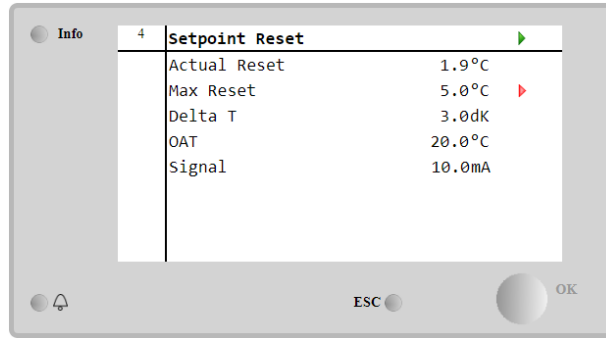 Info
4 Setpoint Reset
Actual Reset 1.9°C
Max Reset 5.0°C
Delta T 3.0dK
OAT 20.0°C
Signal 10.0mA
ESC OK